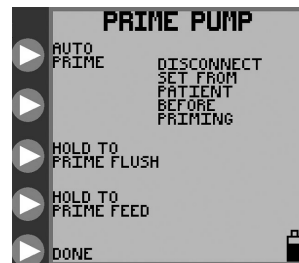 PRIME PUMP
AUTO
PRIME
DISCONNECT
SET FROM
PATIENT
BEFORE
PRIMING
HOLD TO
PRIME FLUSH
HOLD TO
PRIME FEED
DONE